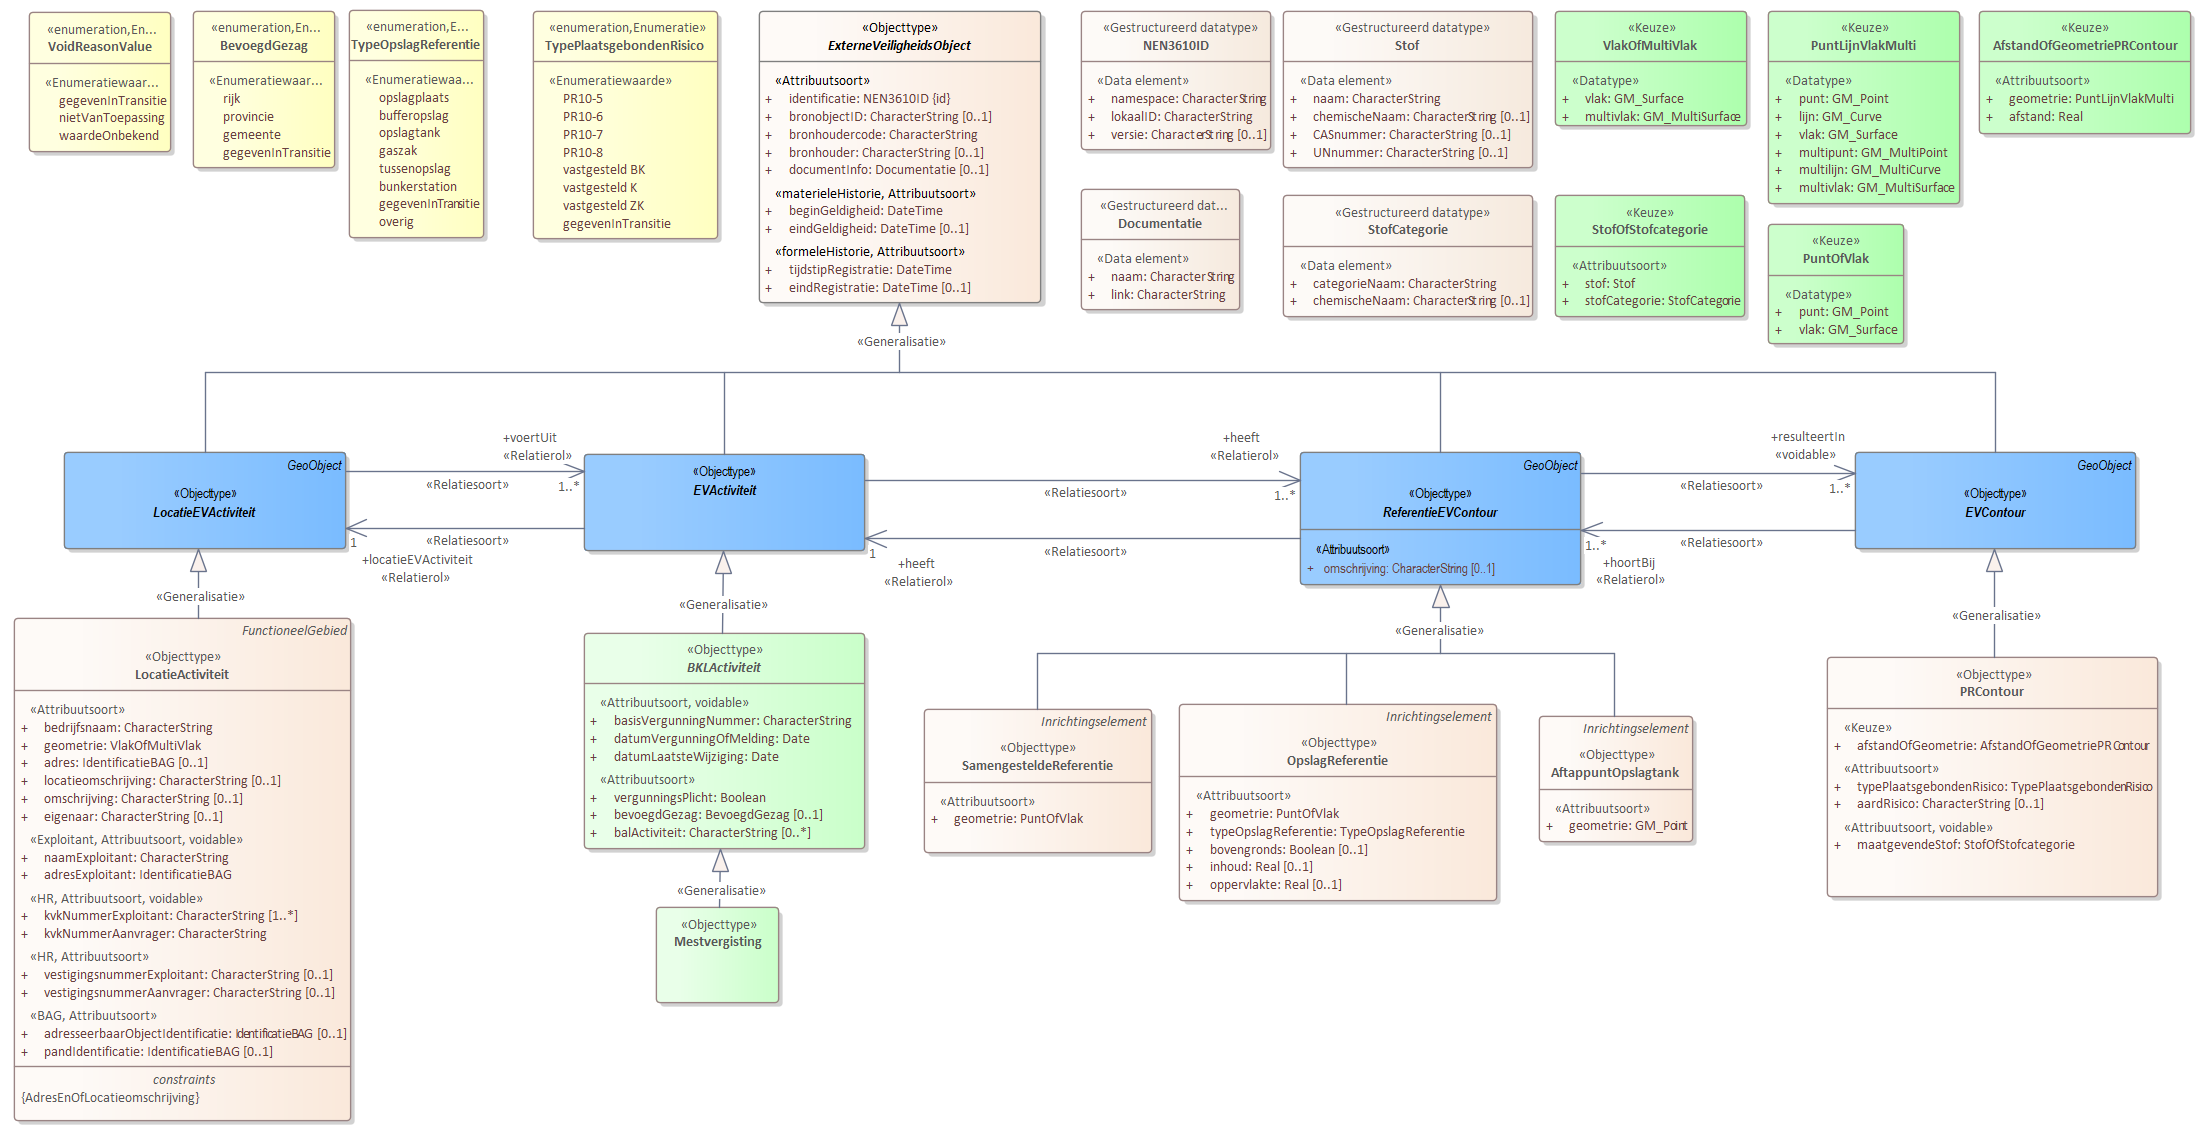 «enumeration,En...
VoidReasonValue
«Enumeratiewaar...
gegevenInTransitie
nietVanToepassing
waardeOnbekend
«enumeration,En...
BevoegdGezag
«Enumeratiewaar...
rijk
provincie
gemeente
gegevenInTransitie
«enumeration,E...
TypeOpslagReferentie
«Enumeratiewaa...
opslagplaats
bufferopslag
opslagtank
gaszak
tussenopslag
bunkerstation
gegevenInTransitie
overig
«enumeration,Enumeratie»
TypePlaatsgebondenRisico
«Enumeratiewaarde»
PR10-5
PR10-6
PR10-7
PR10-8
vastgesteld BK
vastgesteld K
vastgesteld ZK
gegevenInTransitie
«Objecttype»
ExterneVeiligheidsObject
«Attribuutsoort»
+ identificatie: NEN3610ID {id}
+ bronobjectID: CharacterString [0..1]
+ bronhoudercode: CharacterString
+ bronhouder: CharacterString [0..1]
+ documentInfo: Documentatie [0..1]
«materieleHistorie, Attribuutsoort»
+ beginGeldigheid: DateTime
+ eindGeldigheid: DateTime [0..1]
«formeleHistorie, Attribuutsoort»
+ tijdstipRegistratie: DateTime
+ eindRegistratie: DateTime [0..1]
«Gestructureerd datatype»
NEN3610ID
«Data element»
+ namespace: CharacterString
+ lokaalID: CharacterString
+ versie: CharacterString [0..1]
«Gestructureerd dat...
Documentatie
«Data element»
+ naam: CharacterString
+ link: CharacterString
«Gestructureerd datatype»
Stof
«Data element»
+ naam: CharacterString
+ chemischeNaam: CharacterString [0..1]
+ CASnummer: CharacterString [0..1]
+ UNnummer: CharacterString [0..1]
«Gestructureerd datatype»
StofCategorie
«Data element»
+ categorieNaam: CharacterString
+ chemischeNaam: CharacterString [0..1]
«Keuze»
VlakOfMultiVlak
«Datatype»
+ vlak: GM_Surface
+ multivlak: GM_MultiSurface
«Keuze»
StofOfStofcategorie
«Attribuutsoort»
+ stof: Stof
+ stofCategorie: StofCategorie
«Keuze»
PuntLijnVlakMulti
«Datatype»
+ punt: GM_Point
+ lijn: GM_Curve
+ vlak: GM_Surface
+ multipunt: GM_MultiPoint
+ multilijn: GM_MultiCurve
+ multivlak: GM_MultiSurface
«Keuze»
PuntOfVlak
«Datatype»
+ punt: GM_Point
+ vlak: GM_Surface
«Keuze»
AfstandOfGeometriePRContour
«Attribuutsoort»
+ geometrie: PuntLijnVlakMulti
+ afstand: Real
«Generalisatie»
GeoObject
«Objecttype»
LocatieEVActiviteit
+voertUit
«Relatierol»
1..*
«Relatiesoort»
«Relatiesoort»
1
+locatieEVActiviteit
«Relatierol»
«Objecttype»
EVActiviteit
+heeft
«Relatierol»
1..*
«Relatiesoort»
«Relatiesoort»
1
+heeft
«Relatierol»
GeoObject
«Objecttype»
ReferentieEVContour
«Attribuutsoort»
+ omschrijving: CharacterString [0..1]
+resulteertIn
«voidable»
1..*
«Relatiesoort»
«Relatiesoort»
1..*
+hoortBij
«Relatierol»
GeoObject
«Objecttype»
EVContour
«Generalisatie»
FunctioneelGebied
«Objecttype»
LocatieActiviteit
«Attribuutsoort»
+ bedrijfsnaam: CharacterString
+ geometrie: VlakOfMultiVlak
+ adres: IdentificatieBAG [0..1]
+ locatieomschrijving: CharacterString [0..1]
+ omschrijving: CharacterString [0..1]
+ eigenaar: CharacterString [0..1]
«Exploitant, Attribuutsoort, voidable»
+ naamExploitant: CharacterString
+ adresExploitant: IdentificatieBAG
«HR, Attribuutsoort, voidable»
+ kvkNummerExploitant: CharacterString [1..*]
+ kvkNummerAanvrager: CharacterString
«HR, Attribuutsoort»
+ vestigingsnummerExploitant: CharacterString [0..1]
+ vestigingsnummerAanvrager: CharacterString [0..1]
«BAG, Attribuutsoort»
+ adresseerbaarObjectIdentificatie: IdentificatieBAG [0..1]
+ pandIdentificatie: IdentificatieBAG [0..1]
constraints
{AdresEnOfLocatieomschrijving}
«Generalisatie»
«Objecttype»
BKLActiviteit
«Attribuutsoort, voidable»
+ basisVergunningNummer: CharacterString
+ datumVergunningOfMelding: Date
+ datumLaatsteWijziging: Date
«Attribuutsoort»
+ vergunningsPlicht: Boolean
+ bevoegdGezag: BevoegdGezag [0..1]
+ balActiviteit: CharacterString [0..*]
«Generalisatie»
«Objecttype»
Mestvergisting
«Generalisatie»
Inrichtingselement
«Objecttype»
SamengesteldeReferentie
«Attribuutsoort»
+ geometrie: PuntOfVlak
Inrichtingselement
«Objecttype»
OpslagReferentie
«Attribuutsoort»
+ geometrie: PuntOfVlak
+ typeOpslagReferentie: TypeOpslagReferentie
+ bovengronds: Boolean [0..1]
+ inhoud: Real [0..1]
+ oppervlakte: Real [0..1]
Inrichtingselement
«Objecttype»
AftappuntOpslagtank
«Attribuutsoort»
+ geometrie: GM_Point
«Generalisatie»
«Objecttype»
PRContour
«Keuze»
+ afstandOfGeometrie: AfstandOfGeometriePRContour
«Attribuutsoort»
+ typePlaatsgebondenRisico: TypePlaatsgebondenRisico
+ aardRisico: CharacterString [0..1]
«Attribuutsoort, voidable»
+ maatgevendeStof: StofOfStofcategorie